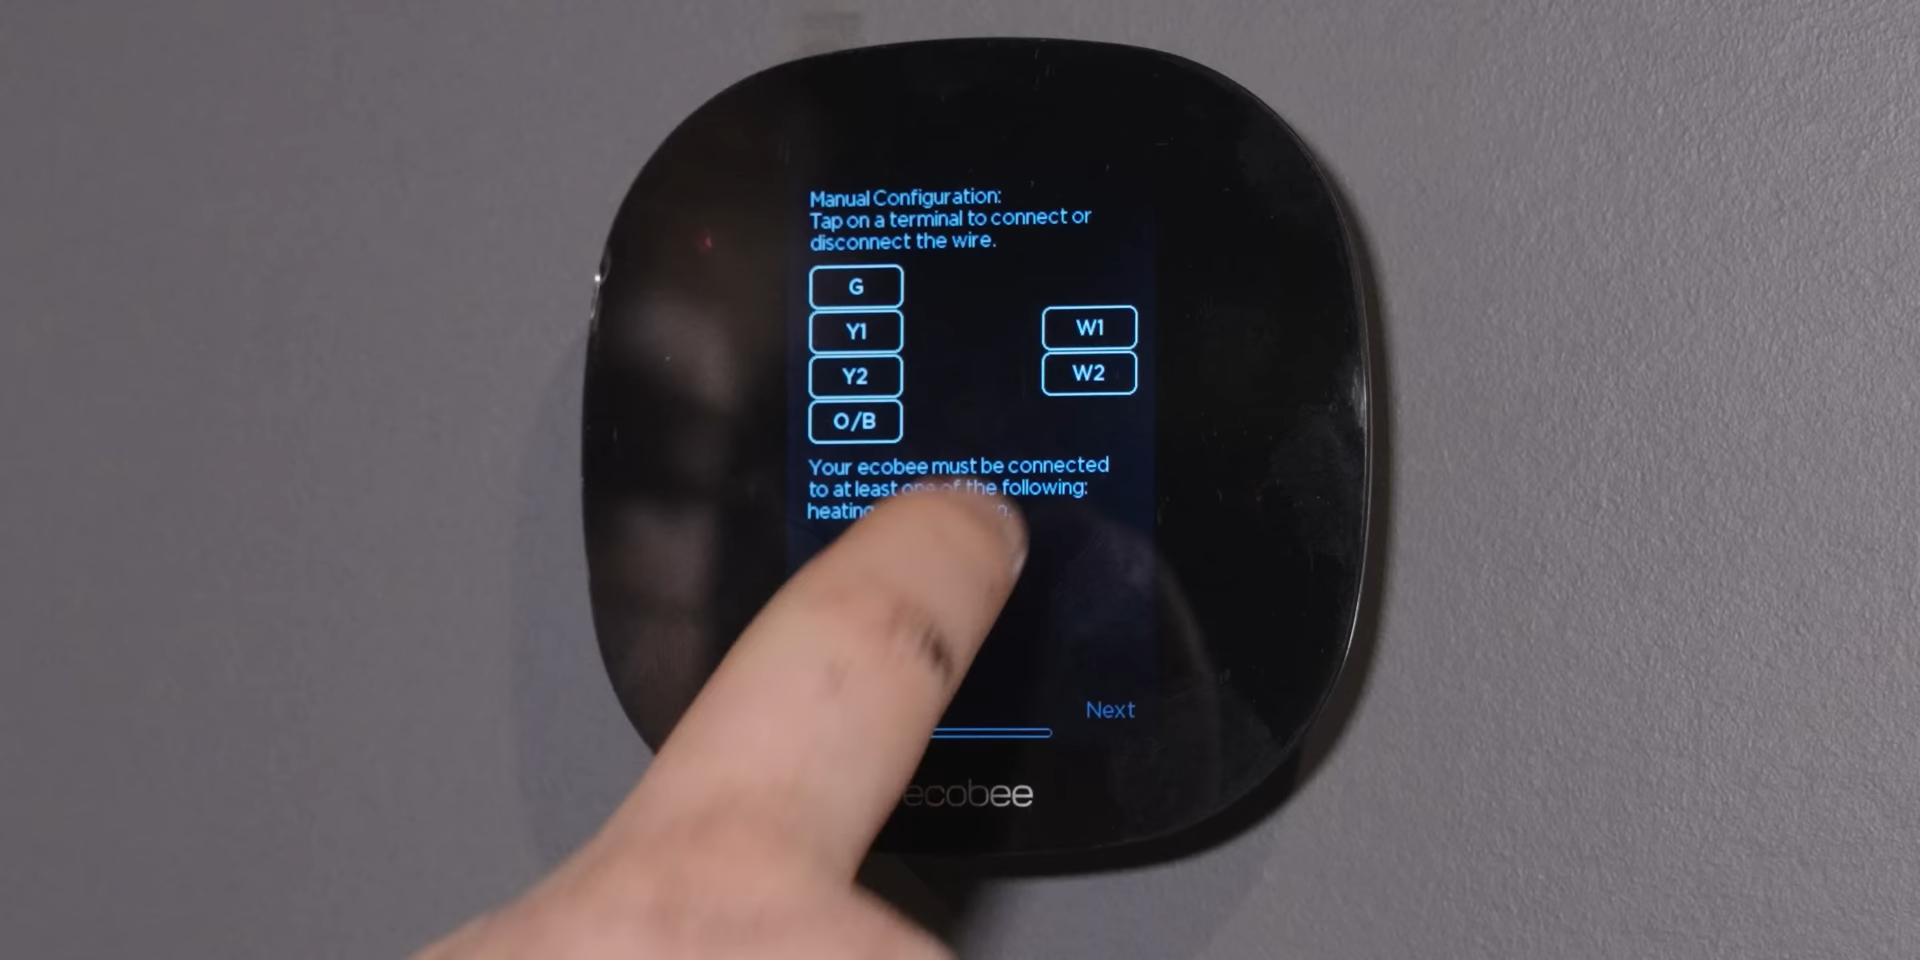 Manual Configuration:
Tap on a terminal to connect or
disconnect the wire.
G
Y1
Y2
O/B
W1
W2
Your ecobee must be connected
to at least one of the following:
heating
Next
ecobee